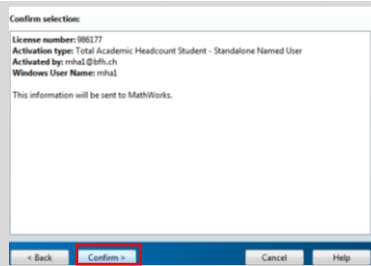 Confirm selection:
License number: 986177
Activation type: Total Academic Headcount Student - Standalone Named User
Activated by: mha1@bfh.ch
Windows User Name: mha1
This information will be sent to MathWorks.
< Back Confirm > Cancel Help